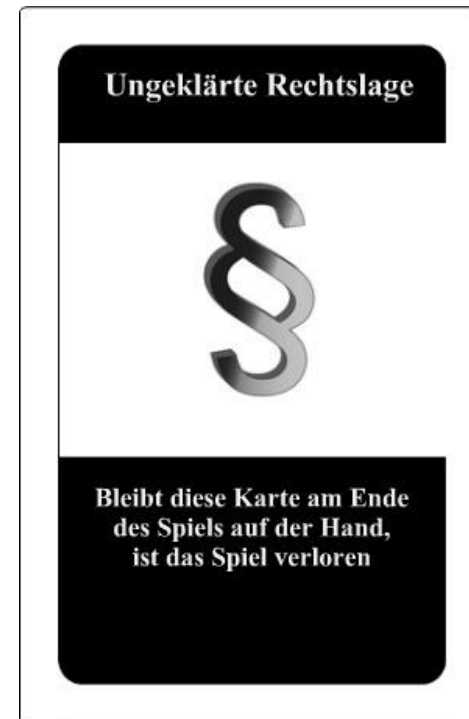 Ungeklärte Rechtslage
§
Bleibt diese Karte am Ende
des Spiels auf der Hand,
ist das Spiel verloren